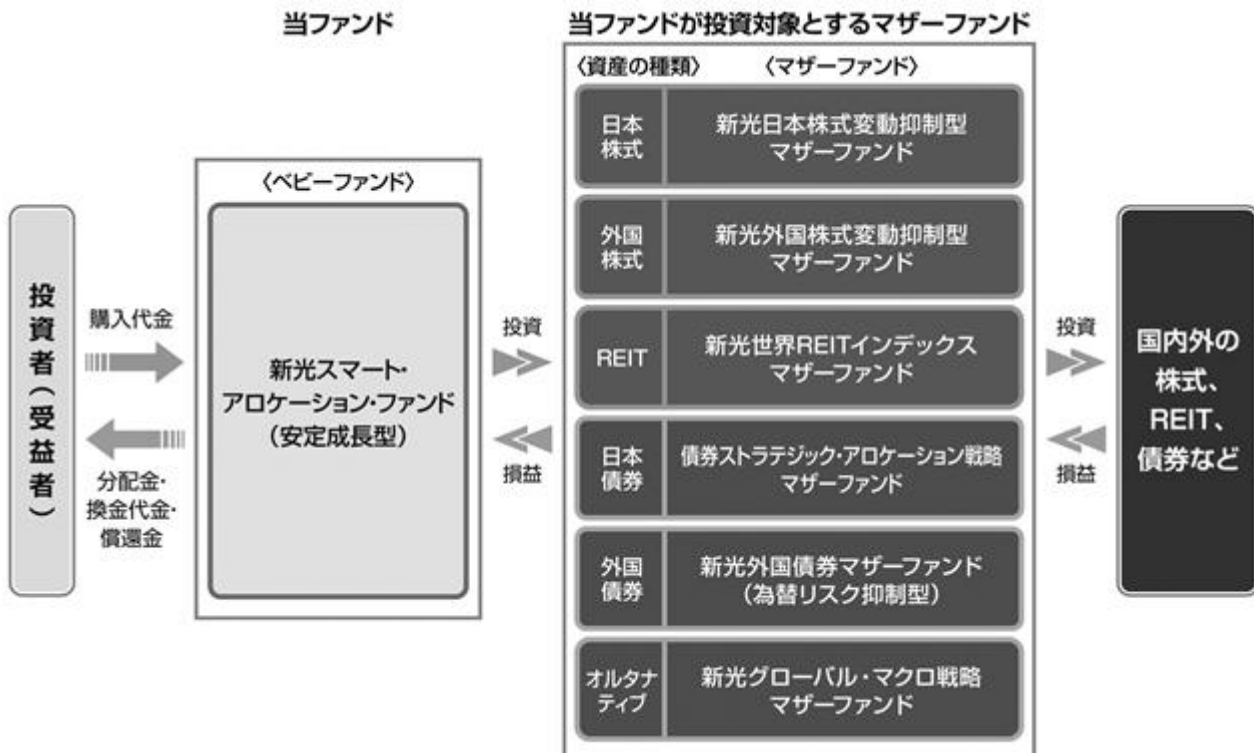 当ファンド
当ファンドが投資対象とするマザーファンド
〈資産の種類〉
〈マザーファンド〉
投資者(受益者)
購入代金
分配金・
換金代金・
償還金
〈ベビーファンド〉
新光スマート・
アロケーション・ファンド
(安定成長型)
投資
損益
日本
株式
新光日本株式変動抑制型
マザーファンド
外国
株式
新光外国株式変動抑制型
マザーファンド
REIT
新光世界REITインデックス
マザーファンド
日本
債券
債券ストラテジック・アロケーション戦略
マザーファンド
外国
債券
新光外国債券マザーファンド
(為替リスク抑制型)
オルタナ
ティブ
新光グローバル・マクロ戦略
マザーファンド
投資
損益
国内外の
株式、
REIT、
債券など